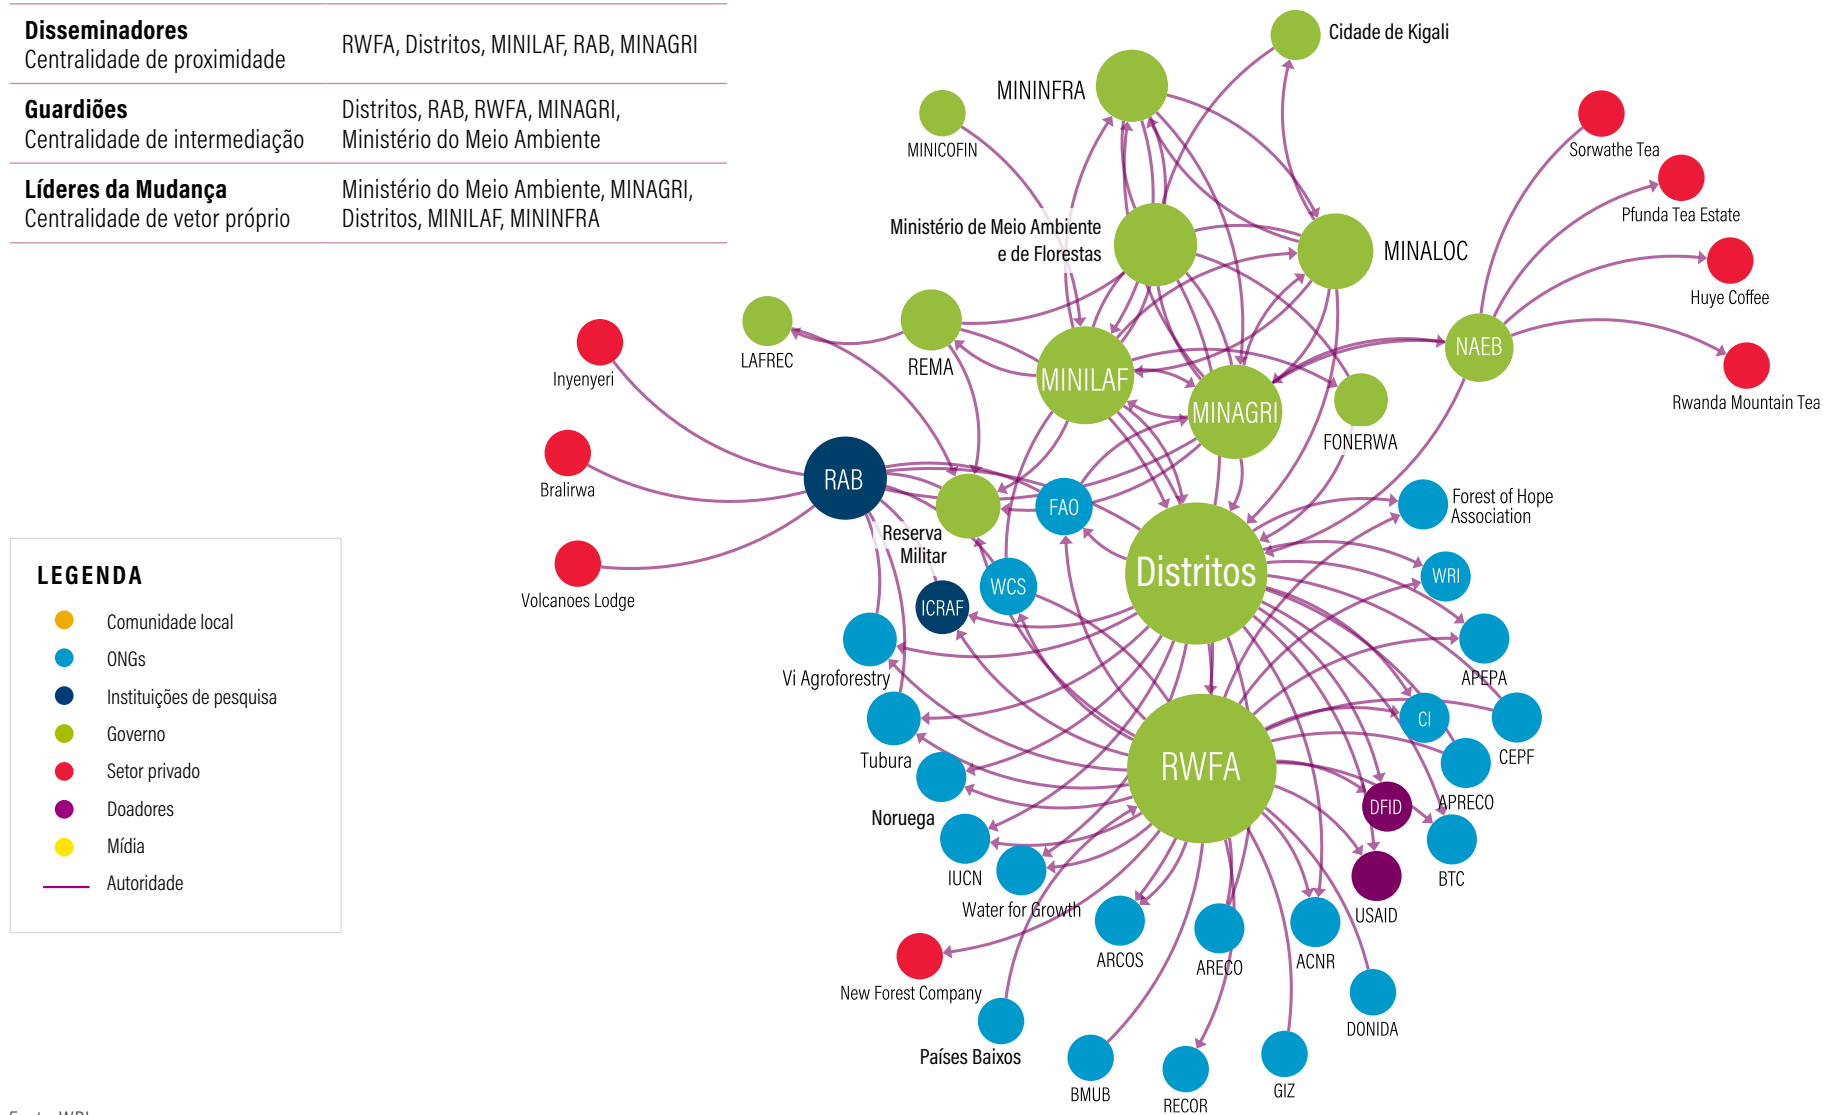 Disseminadores
Centralidade de proximidade
RWFA, Distritos, MINILAF, RAB, MINAGRI
Guardiões
Centralidade de intermediação
Distritos, RAB, RWFA, MINAGRI,
Ministério do Meio Ambiente
Líderes da Mudança
Centralidade de vetor próprio
Ministério do Meio Ambiente, MINAGRI,
Distritos, MINILAF, MININFRA
Cidade de Kigali
MININFRA
MINICOFIN
Sorwathe Tea
Pfunda Tea Estate
Ministério de Meio Ambiente
e de Florestas
MINALOC
Huye Coffee
LAFREC
REMA
NAEB
Inyenyeri
MINILAF
MINAGRI
Rwanda Mountain Tea
FONERWA
RAB
Bralirwa
FAO
Forest of Hope
Association
Reserva
Militar
Distritos
WRI
WCS
ICRAF
Volcanoes Lodge
Vi Agroforestry
APEPA
CI
CEPF
Tubura
RWFA
APRECO
DFID
Noruega
IUCN
BTC
Water for Growth
USAID
ARCOS
ARECO
ACNR
New Forest Company
DONIDA
Países Baixos
BMUB
RECOR
GIZ
LEGENDA
Comunidade local
ONGs
Instituições de pesquisa
Governo
Setor privado
Doadores
Mídia
Autoridade